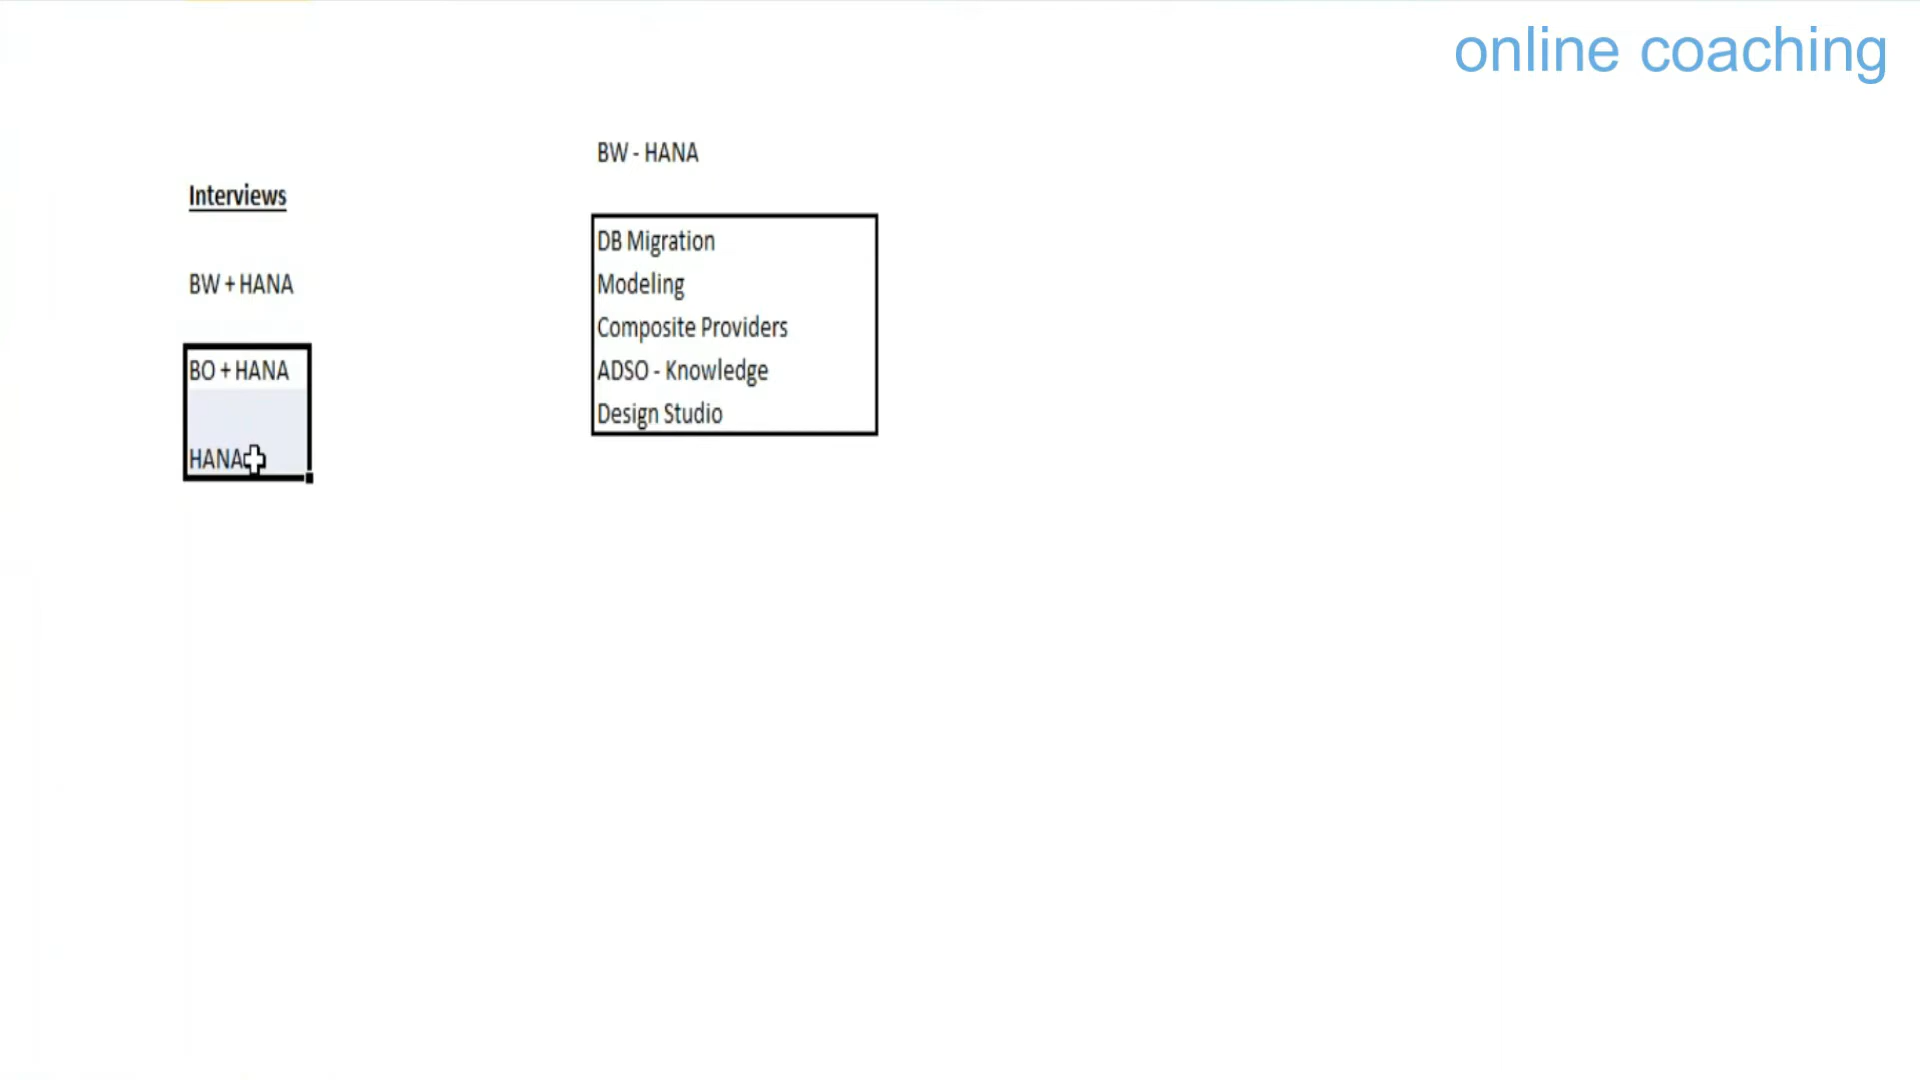 online coaching
Interviews
BW + HANA
BO + HANA
HANA
BW - HANA
DB Migration
Modeling
Composite Providers
ADSO - Knowledge
Design Studio